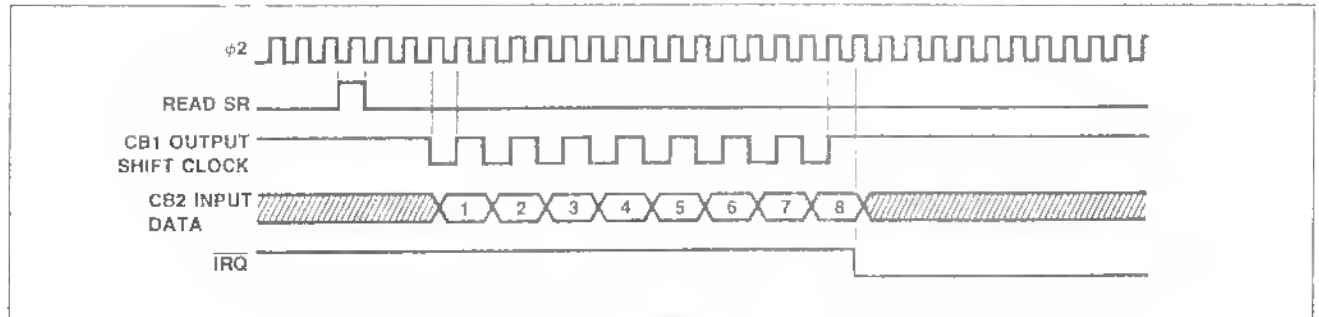 φ2
READ SR
CB1 OUTPUT
SHIFT CLOCK
CB2 INPUT
DATA
1 2 3 4 5 6 7 8
IRQ